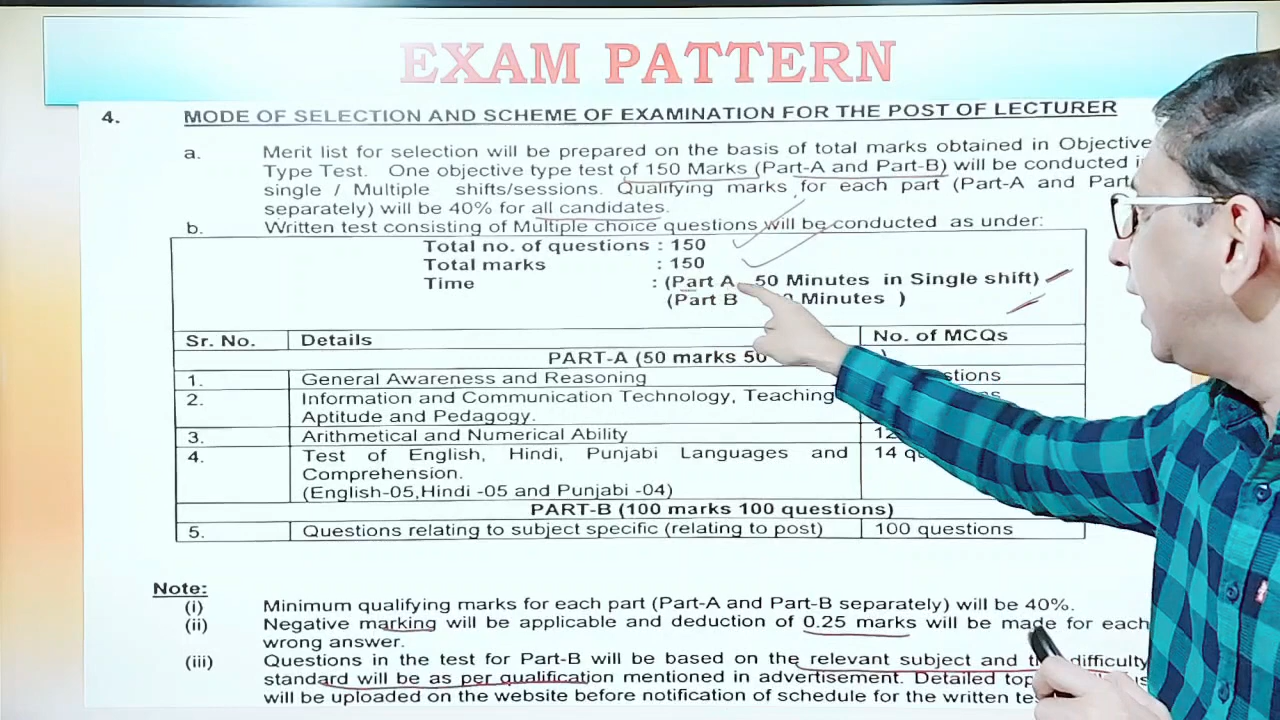 EXAM PATTERN
4. MODE OF SELECTION AND SCHEME OF EXAMINATION FOR THE POST OF LECTURER
a. Merit list for selection will be prepared on the basis of total marks obtained in Objective
Type Test. One objective type test of 150 Marks (Part-A and Part-B) will be conducted
single / Multiple shifts/sessions. Qualifying marks for each part (Part-A and Part
separately) will be 40% for all candidates.
b. Written test consisting of Multiple choice questions will be conducted as under:
Total no. of questions : 150
Total marks : 150
Time : (Part A 50 Minutes in Single shift)
(Part B Minutes )
Sr. No. Details No. of MCQs
PART-A (50 marks 50 )
1. General Awareness and Reasoning
2. Information and Communication Technology, Teaching
Aptitude and Pedagogy.
3. Arithmetical and Numerical Ability
4. Test of English, Hindi, Punjabi Languages and 14
Comprehension.
(English-05,Hindi -05 and Punjabi -04)
PART-B (100 marks 100 questions)
5. Questions relating to subject specific (relating to post) 100 questions
Note:
(i) Minimum qualifying marks for each part (Part-A and Part-B separately) will be 40%.
(ii) Negative marking will be applicable and deduction of 0.25 marks will be made for each
wrong answer.
(iii) Questions in the test for Part-B will be based on the relevant subject and difficulty
standard will be as per qualification mentioned in advertisement. Detailed
will be uploaded on the website before notification of schedule for the written